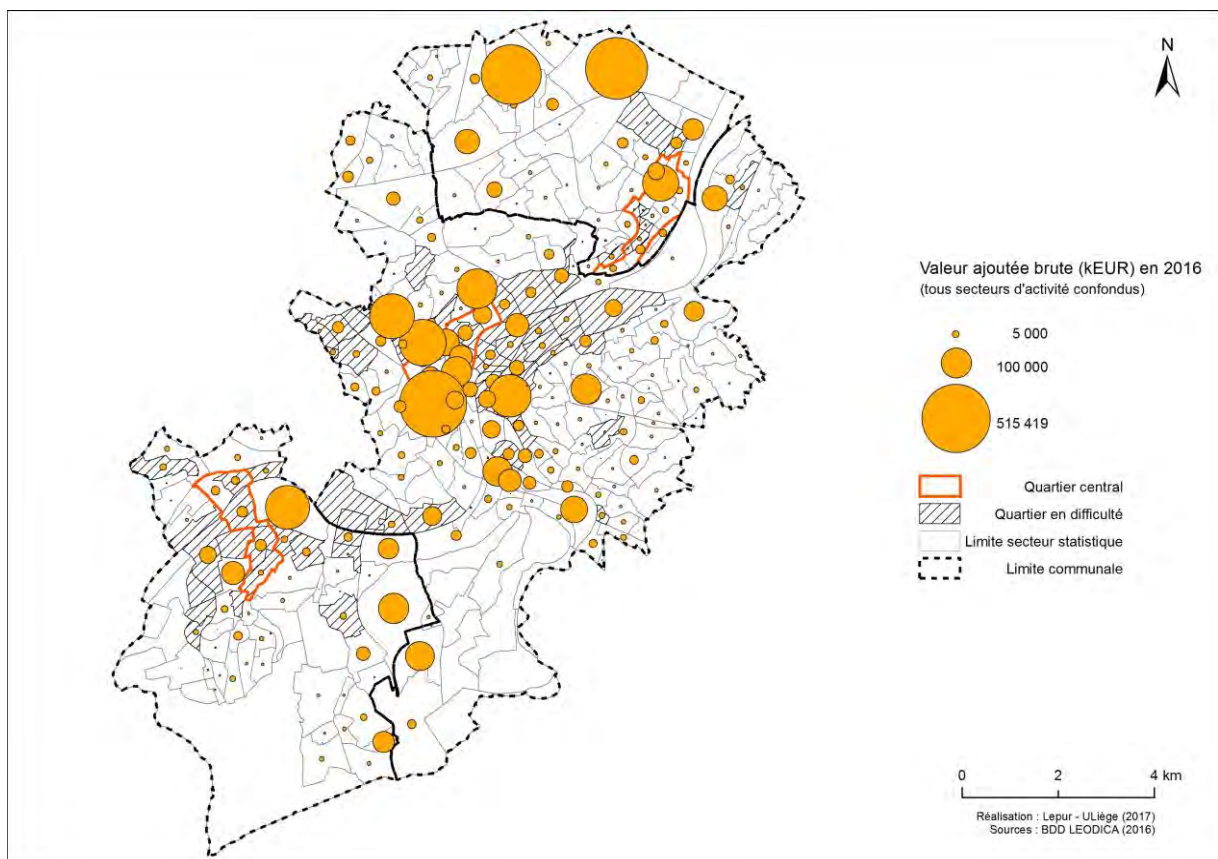 N
Valeur ajoutée brute (kEUR) en 2016
(tous secteurs d'activité confondus)
5 000
100 000
515 419
Quartier central
Quartier en difficulté
Limite secteur statistique
Limite communale
0 2 4 km
Réalisation : Lepur - ULiège (2017)
Sources : BDD LEODICA (2016)